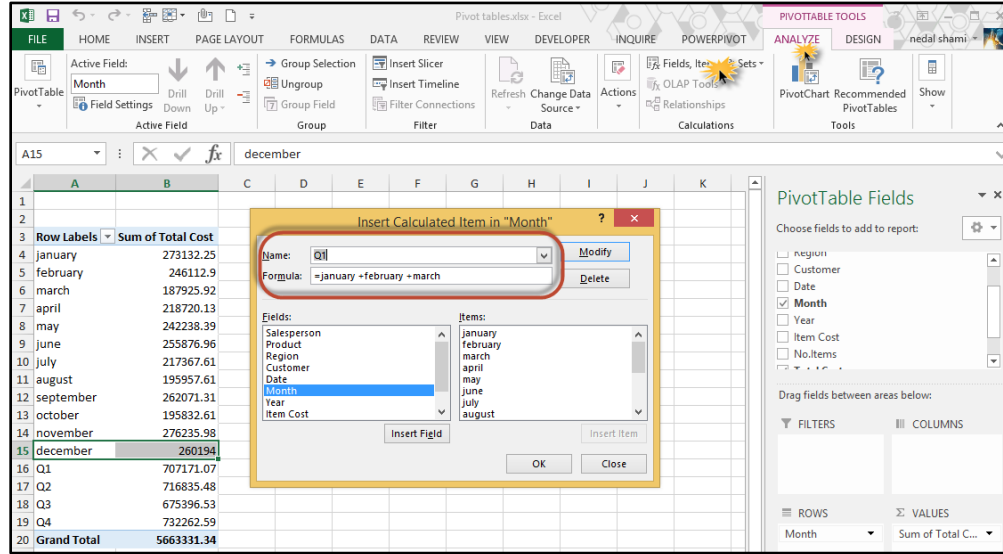 Pivot tables.xlsx - Excel
PIVOTTABLE TOOLS
FILE HOME INSERT PAGE LAYOUT FORMULAS DATA REVIEW VIEW DEVELOPER INQUIRE POWERPIVOT ANALYZE DESIGN nedal shami
PivotTable
Active Field:
Month
Field Settings
Drill Down
Drill Up
Active Field
Group Selection
Ungroup
Group Field
Group
Insert Slicer
Insert Timeline
Filter Connections
Filter
Refresh
Change Data Source
Data
Actions
Fields, Sets
OLAP Tools
Relationships
Calculations
PivotChart
Recommended PivotTables
Tools
Show
A15
fx
december
A B C D E F G H I J K
1
2
3 Row Labels Sum of Total Cost
4 january 273132.25
5 february 246112.9
6 march 187925.92
7 april 218720.13
8 may 242238.39
9 june 255876.96
10 july 217367.61
11 august 195957.61
12 september 262071.31
13 october 195832.61
14 november 276235.98
15 december 260194
16 Q1 707171.07
17 Q2 716835.48
18 Q3 675396.53
19 Q4 732262.59
20 Grand Total 5663331.34
Insert Calculated Item in "Month"
? ×
Name: Q1
Modify
Formula: =january +february +march
Delete
Fields:
Salesperson
Product
Region
Customer
Date
Month
Year
Item Cost
Insert Field
Items:
january
february
march
april
may
june
july
august
Insert Item
OK
Close
PivotTable Fields
Choose fields to add to report:
Region
Customer
Date
Month
Year
Item Cost
No.Items
Drag fields between areas below:
FILTERS
COLUMNS
ROWS
Month
Σ VALUES
Sum of Total C...